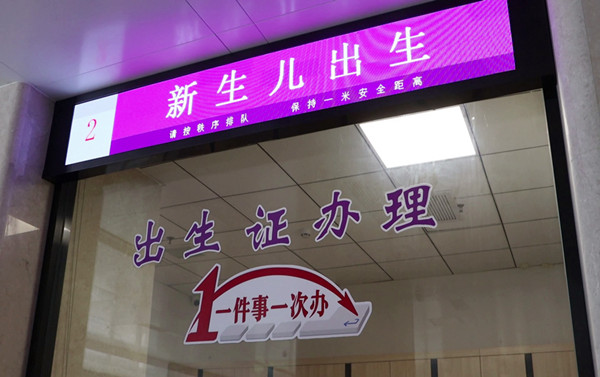 新生儿出生
2
请按秩序排队 保持一米安全距离
出生证办理
1一件事一次办